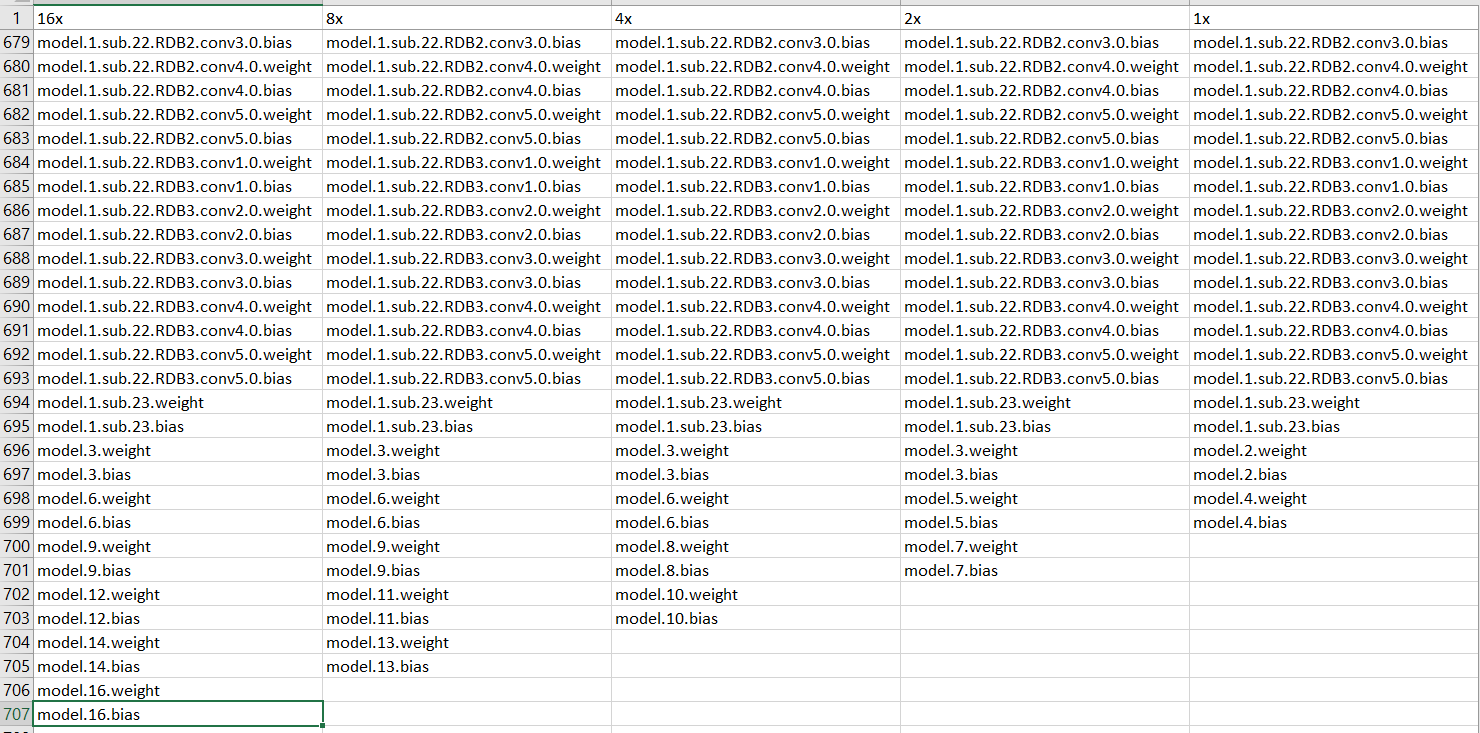 1 16x 8x 4x 2x 1x
679 model.1.sub.22.RDB2.conv3.0.bias model.1.sub.22.RDB2.conv3.0.bias model.1.sub.22.RDB2.conv3.0.bias model.1.sub.22.RDB2.conv3.0.bias model.1.sub.22.RDB2.conv3.0.bias
680 model.1.sub.22.RDB2.conv4.0.weight model.1.sub.22.RDB2.conv4.0.weight model.1.sub.22.RDB2.conv4.0.weight model.1.sub.22.RDB2.conv4.0.weight model.1.sub.22.RDB2.conv4.0.weight
681 model.1.sub.22.RDB2.conv4.0.bias model.1.sub.22.RDB2.conv4.0.bias model.1.sub.22.RDB2.conv4.0.bias model.1.sub.22.RDB2.conv4.0.bias model.1.sub.22.RDB2.conv4.0.bias
682 model.1.sub.22.RDB2.conv5.0.weight model.1.sub.22.RDB2.conv5.0.weight model.1.sub.22.RDB2.conv5.0.weight model.1.sub.22.RDB2.conv5.0.weight model.1.sub.22.RDB2.conv5.0.weight
683 model.1.sub.22.RDB2.conv5.0.bias model.1.sub.22.RDB2.conv5.0.bias model.1.sub.22.RDB2.conv5.0.bias model.1.sub.22.RDB2.conv5.0.bias model.1.sub.22.RDB2.conv5.0.bias
684 model.1.sub.22.RDB3.conv1.0.weight model.1.sub.22.RDB3.conv1.0.weight model.1.sub.22.RDB3.conv1.0.weight model.1.sub.22.RDB3.conv1.0.weight model.1.sub.22.RDB3.conv1.0.weight
685 model.1.sub.22.RDB3.conv1.0.bias model.1.sub.22.RDB3.conv1.0.bias model.1.sub.22.RDB3.conv1.0.bias model.1.sub.22.RDB3.conv1.0.bias model.1.sub.22.RDB3.conv1.0.bias
686 model.1.sub.22.RDB3.conv2.0.weight model.1.sub.22.RDB3.conv2.0.weight model.1.sub.22.RDB3.conv2.0.weight model.1.sub.22.RDB3.conv2.0.weight model.1.sub.22.RDB3.conv2.0.weight
687 model.1.sub.22.RDB3.conv2.0.bias model.1.sub.22.RDB3.conv2.0.bias model.1.sub.22.RDB3.conv2.0.bias model.1.sub.22.RDB3.conv2.0.bias model.1.sub.22.RDB3.conv2.0.bias
688 model.1.sub.22.RDB3.conv3.0.weight model.1.sub.22.RDB3.conv3.0.weight model.1.sub.22.RDB3.conv3.0.weight model.1.sub.22.RDB3.conv3.0.weight model.1.sub.22.RDB3.conv3.0.weight
689 model.1.sub.22.RDB3.conv3.0.bias model.1.sub.22.RDB3.conv3.0.bias model.1.sub.22.RDB3.conv3.0.bias model.1.sub.22.RDB3.conv3.0.bias model.1.sub.22.RDB3.conv3.0.bias
690 model.1.sub.22.RDB3.conv4.0.weight model.1.sub.22.RDB3.conv4.0.weight model.1.sub.22.RDB3.conv4.0.weight model.1.sub.22.RDB3.conv4.0.weight model.1.sub.22.RDB3.conv4.0.weight
691 model.1.sub.22.RDB3.conv4.0.bias model.1.sub.22.RDB3.conv4.0.bias model.1.sub.22.RDB3.conv4.0.bias model.1.sub.22.RDB3.conv4.0.bias model.1.sub.22.RDB3.conv4.0.bias
692 model.1.sub.22.RDB3.conv5.0.weight model.1.sub.22.RDB3.conv5.0.weight model.1.sub.22.RDB3.conv5.0.weight model.1.sub.22.RDB3.conv5.0.weight model.1.sub.22.RDB3.conv5.0.weight
693 model.1.sub.22.RDB3.conv5.0.bias model.1.sub.22.RDB3.conv5.0.bias model.1.sub.22.RDB3.conv5.0.bias model.1.sub.22.RDB3.conv5.0.bias model.1.sub.22.RDB3.conv5.0.bias
694 model.1.sub.23.weight model.1.sub.23.weight model.1.sub.23.weight model.1.sub.23.weight model.1.sub.23.weight
695 model.1.sub.23.bias model.1.sub.23.bias model.1.sub.23.bias model.1.sub.23.bias model.1.sub.23.bias
696 model.3.weight model.3.weight model.3.weight model.3.weight model.2.weight
697 model.3.bias model.3.bias model.3.bias model.3.bias model.2.bias
698 model.6.weight model.6.weight model.6.weight model.5.weight model.4.weight
699 model.6.bias model.6.bias model.6.bias model.5.bias model.4.bias
700 model.9.weight model.9.weight model.8.weight model.7.weight
701 model.9.bias model.9.bias model.8.bias model.7.bias
702 model.12.weight model.11.weight model.10.weight
703 model.12.bias model.11.bias model.10.bias
704 model.14.weight model.13.weight
705 model.14.bias model.13.bias
706 model.16.weight
707 model.16.bias